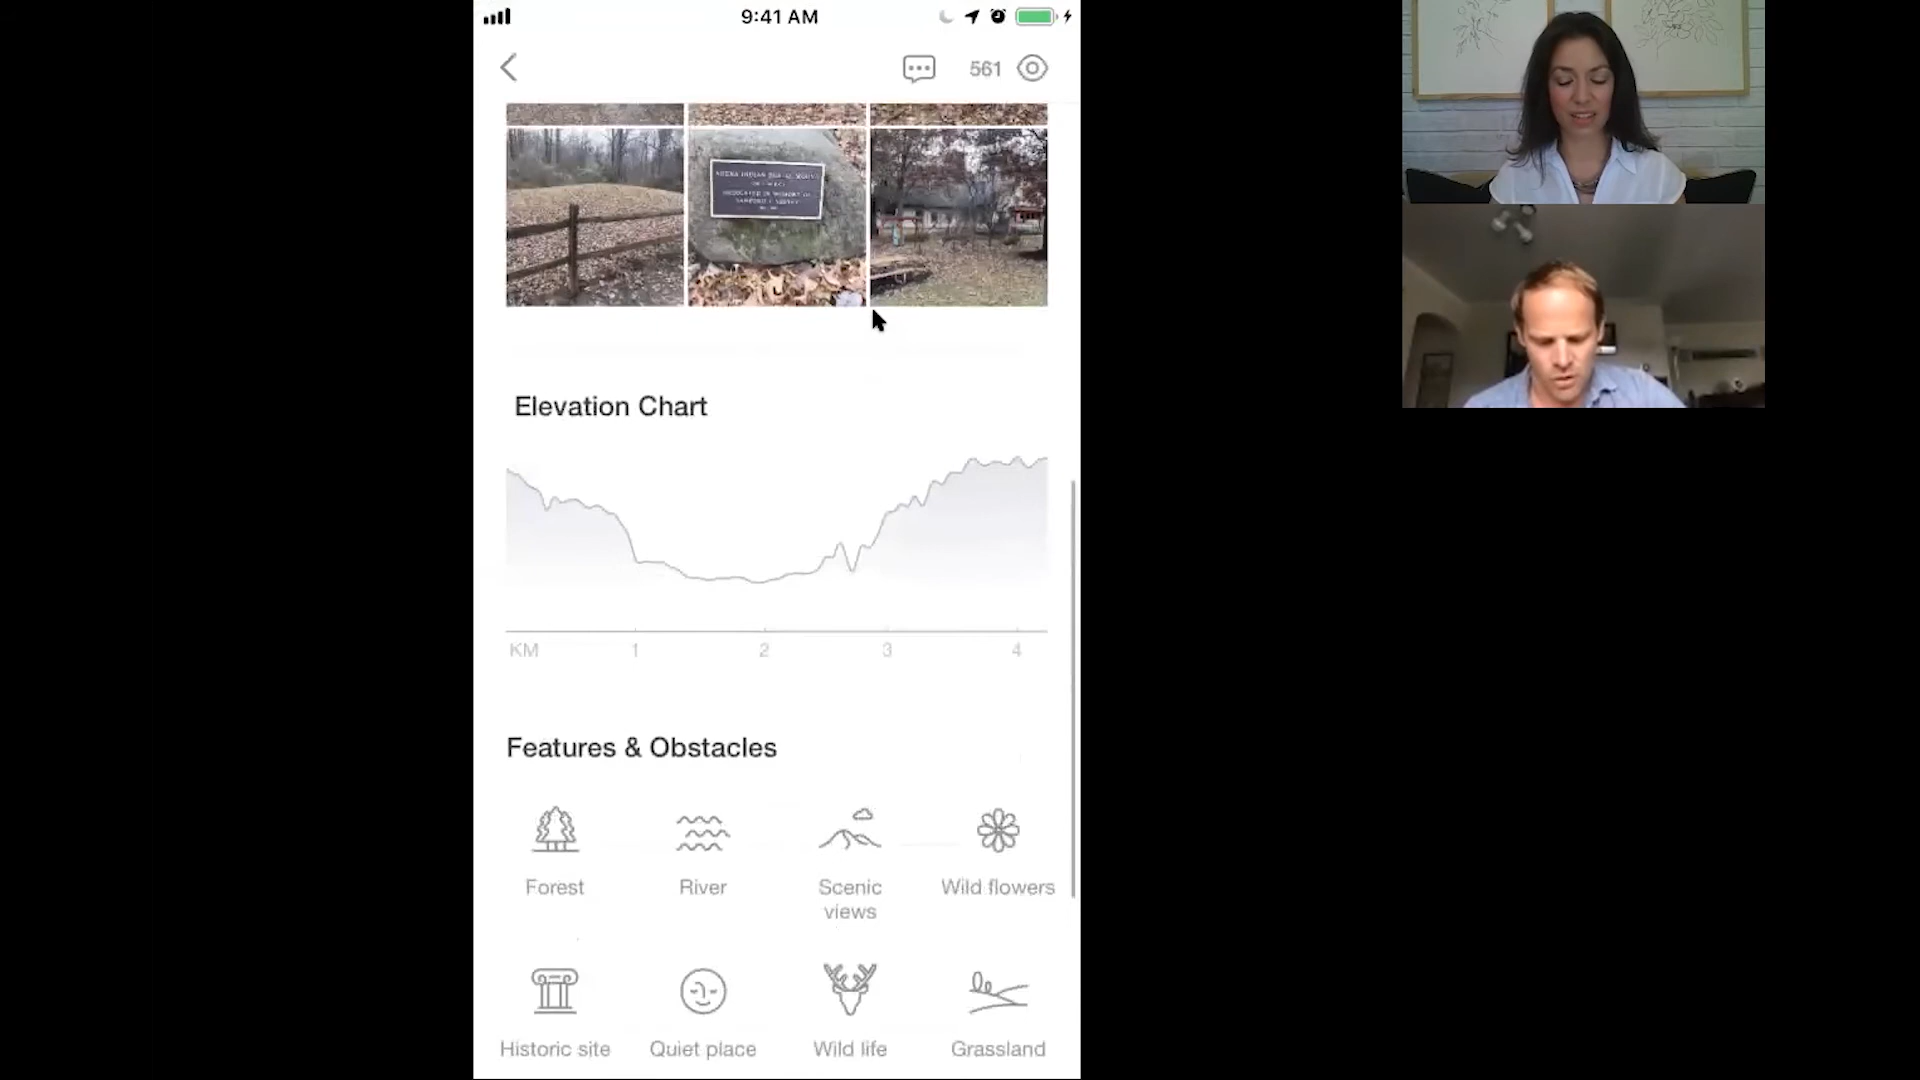 9:41 AM
561
Elevation Chart
KM 1 2 3 4
Features & Obstacles
Forest River Scenic views Wild flowers
Historic site Quiet place Wild life Grassland